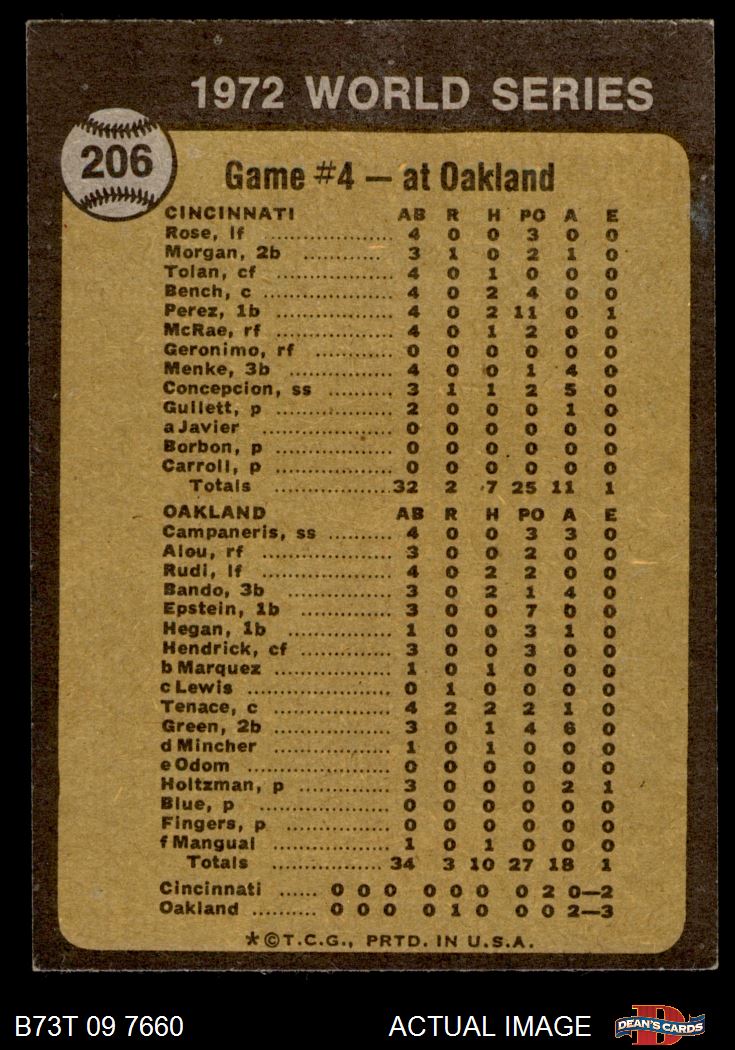 1972 WORLD SERIES
206
Game #4 — at Oakland
CINCINNATI AB R H PO A E
Rose, lf .................... 4 0 0 3 0 0
Morgan, 2b ............ 3 1 0 2 1 0
Tolan, cf .................. 4 0 1 0 0 0
Bench, c .................... 4 0 2 4 0 0
Perez, 1b .................. 4 0 2 11 0 1
McRae, rf .................. 4 0 1 2 0 0
Geronimo, rf ............ 0 0 0 0 0 0
Menke, 3b ................ 4 0 0 1 4 0
Concepcion, ss .......... 3 1 1 2 5 0
Gullett, p .................. 2 0 0 0 1 0
a Javier ...................... 0 0 0 0 0 0
Borbon, p .................. 0 0 0 0 0 0
Carroll, p .................. 0 0 0 0 0 0
Totals .................. 32 2 7 25 11 1
OAKLAND AB R H PO A E
Campaneris, ss .......... 4 0 0 3 3 0
Alou, rf .................... 3 0 0 2 0 0
Rudi, lf .................... 4 0 2 2 0 0
Bando, 3b ................ 3 0 2 1 4 0
Epstein, 1b .............. 3 0 0 7 0 0
Hegan, 1b ................ 1 0 0 3 1 0
Hendrick, cf .............. 3 0 0 3 0 0
b Marquez .................. 1 0 1 0 0 0
c Lewis ...................... 0 1 0 0 0 0
Tenace, c .................. 4 2 2 2 1 0
Green, 2b .................. 3 0 1 4 6 0
d Mincher .................. 1 0 1 0 0 0
e Odom ...................... 0 0 0 0 0 0
Holtzman, p .............. 3 0 0 0 2 1
Blue, p .................... 0 0 0 0 0 0
Fingers, p ................ 0 0 0 0 0 0
f Mangual .................. 1 0 1 0 0 0
Totals .................. 34 3 10 27 18 1
Cincinnati ...... 0 0 0 0 0 0 0 2 0—2
Oakland .......... 0 0 0 0 1 0 0 0 2—3
*©T.C.G., PRTD. IN U.S.A.
B73T 09 7660 ACTUAL IMAGE D DEAN'S CARDS